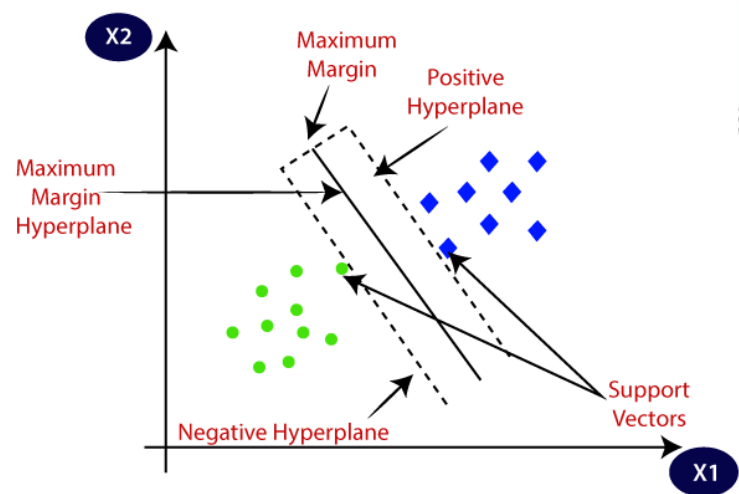 X2
Maximum
Margin
Positive
Hyperplane
Maximum
Margin
Hyperplane
Support
Vectors
Negative Hyperplane
X1